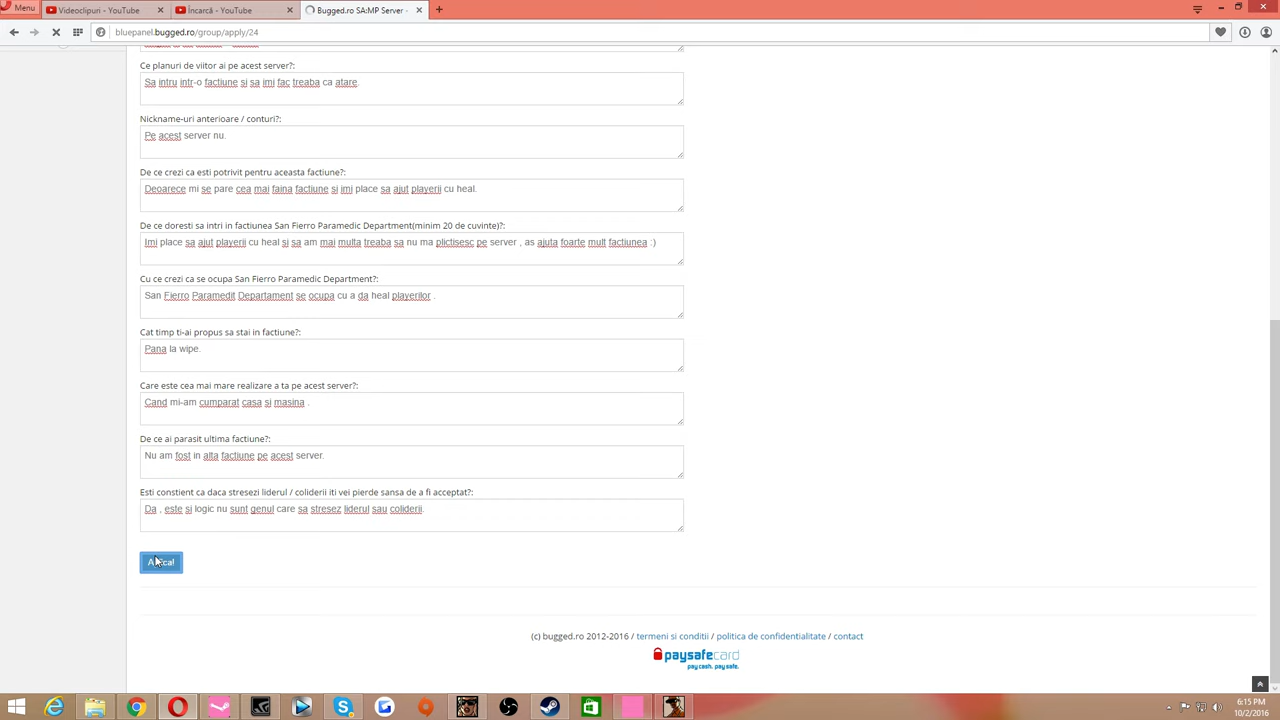 Menu
Videoclipuri - YouTube
Încarcă - YouTube
Bugged.ro SA:MP Server -
bluepanel.bugged.ro/group/apply/24
Ce planuri de viitor ai pe acest server?:
Sa intru intr-o factiune si sa imi fac treaba ca atare.
Nickname-uri anterioare / conturi?:
Pe acest server nu.
De ce crezi ca esti potrivit pentru aceasta factiune?:
Deoarece mi se pare cea mai faina factiune si imi place sa ajut playerii cu heal.
De ce doresti sa intri in factiunea San Fierro Paramedic Department(minim 20 de cuvinte)?:
Imi place sa ajut playerii cu heal si sa am mai multa treaba sa nu ma plictisesc pe server , as ajuta foarte mult factiunea :)
Cu ce crezi ca se ocupa San Fierro Paramedic Department?:
San Fierro Paramedit Departament se ocupa cu a da heal playerilor .
Cat timp ti-ai propus sa stai in factiune?:
Pana la wipe.
Care este cea mai mare realizare a ta pe acest server?:
Cand mi-am cumparat casa si masina .
De ce ai parasit ultima factiune?:
Nu am fost in alta factiune pe acest server.
Esti constient ca daca stresezi liderul / coliderii iti vei pierde sansa de a fi acceptat?:
Da , este si logic nu sunt genul care sa stresez liderul sau coliderii.
(c) bugged.ro 2012-2016 / termeni si conditii / politica de confidentialitate / contact
paysafecard
pay cash. pay safe.
6:15 PM
10/2/2016